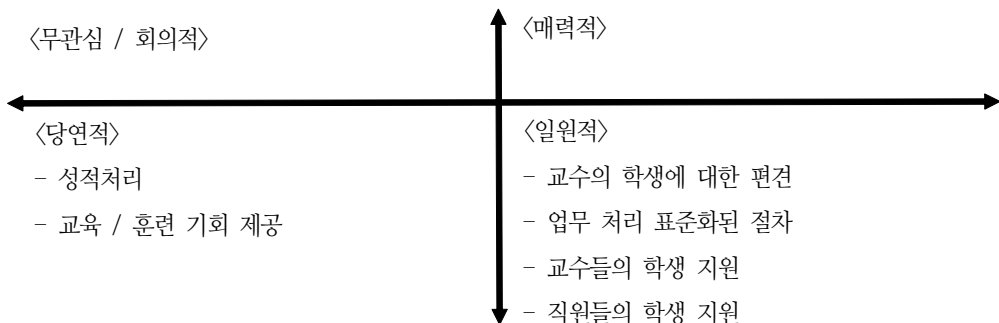 〈무관심 / 회의적〉
〈매력적〉
〈당연적〉
- 성적처리
- 교육 / 훈련 기회 제공
〈일원적〉
- 교수의 학생에 대한 편견
- 업무 처리 표준화된 절차
- 교수들의 학생 지원
- 직원들의 학생 지원